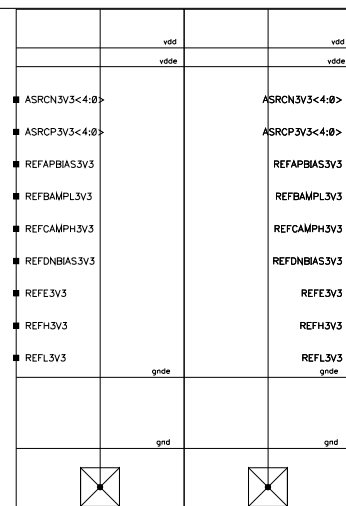 vdd vdd
vdde vdde
ASRCN3V3<4:0> ASRCN3V3<4:0>
ASRCP3V3<4:0> ASRCP3V3<4:0>
REFAPBIAS3V3 REFAPBIAS3V3
REFBAMPL3V3 REFBAMPL3V3
REFCAMPH3V3 REFCAMPH3V3
REFDNBIAS3V3 REFDNBIAS3V3
REFE3V3 REFE3V3
REFH3V3 REFH3V3
REFL3V3 REFL3V3
gnde gnde
gnd gnd